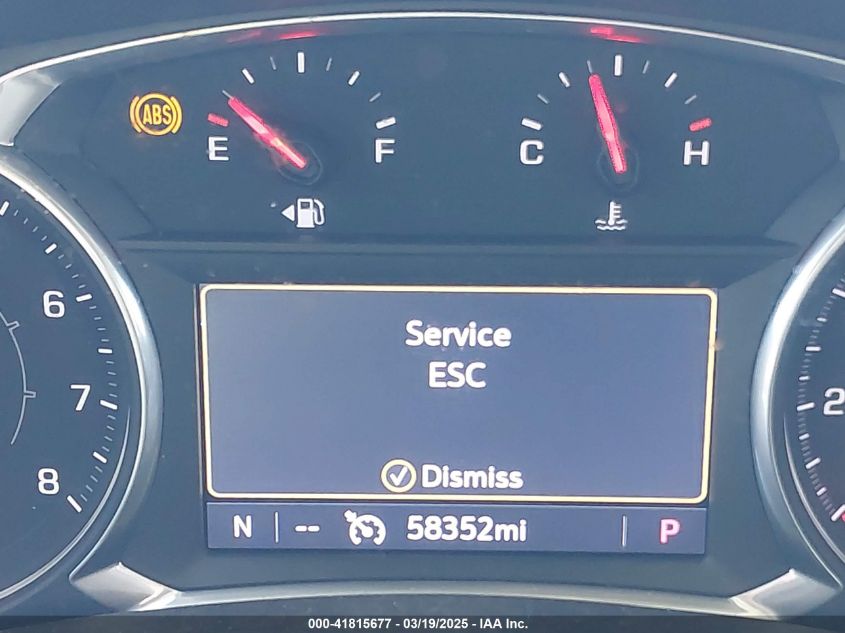 ABS
E F
C H
6
7
8
2
Service
ESC
Dismiss
N -- 58352mi P
000-41815677 - 03/19/2025 - IAA Inc.